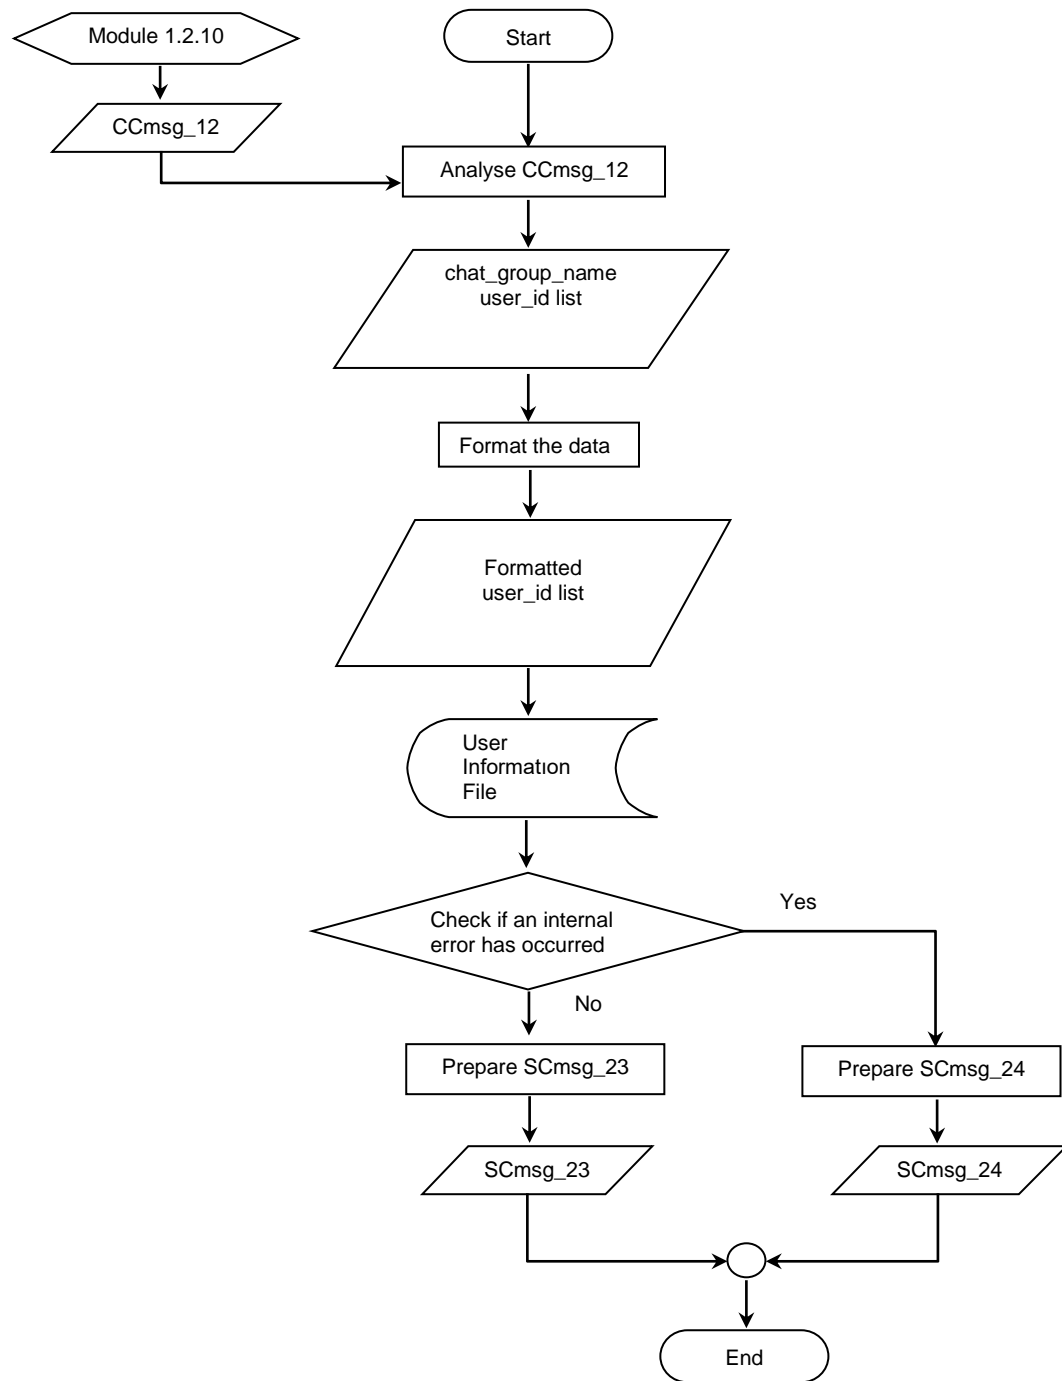 Module 1.2.10
Start
CCmsg_12
Analyse CCmsg_12
chat_group_name
user_id list
Format the data
Formatted
user_id list
User
Information
File
Yes
Check if an internal
error has occurred
No
Prepare SCmsg_23
Prepare SCmsg_24
SCmsg_23
SCmsg_24
End